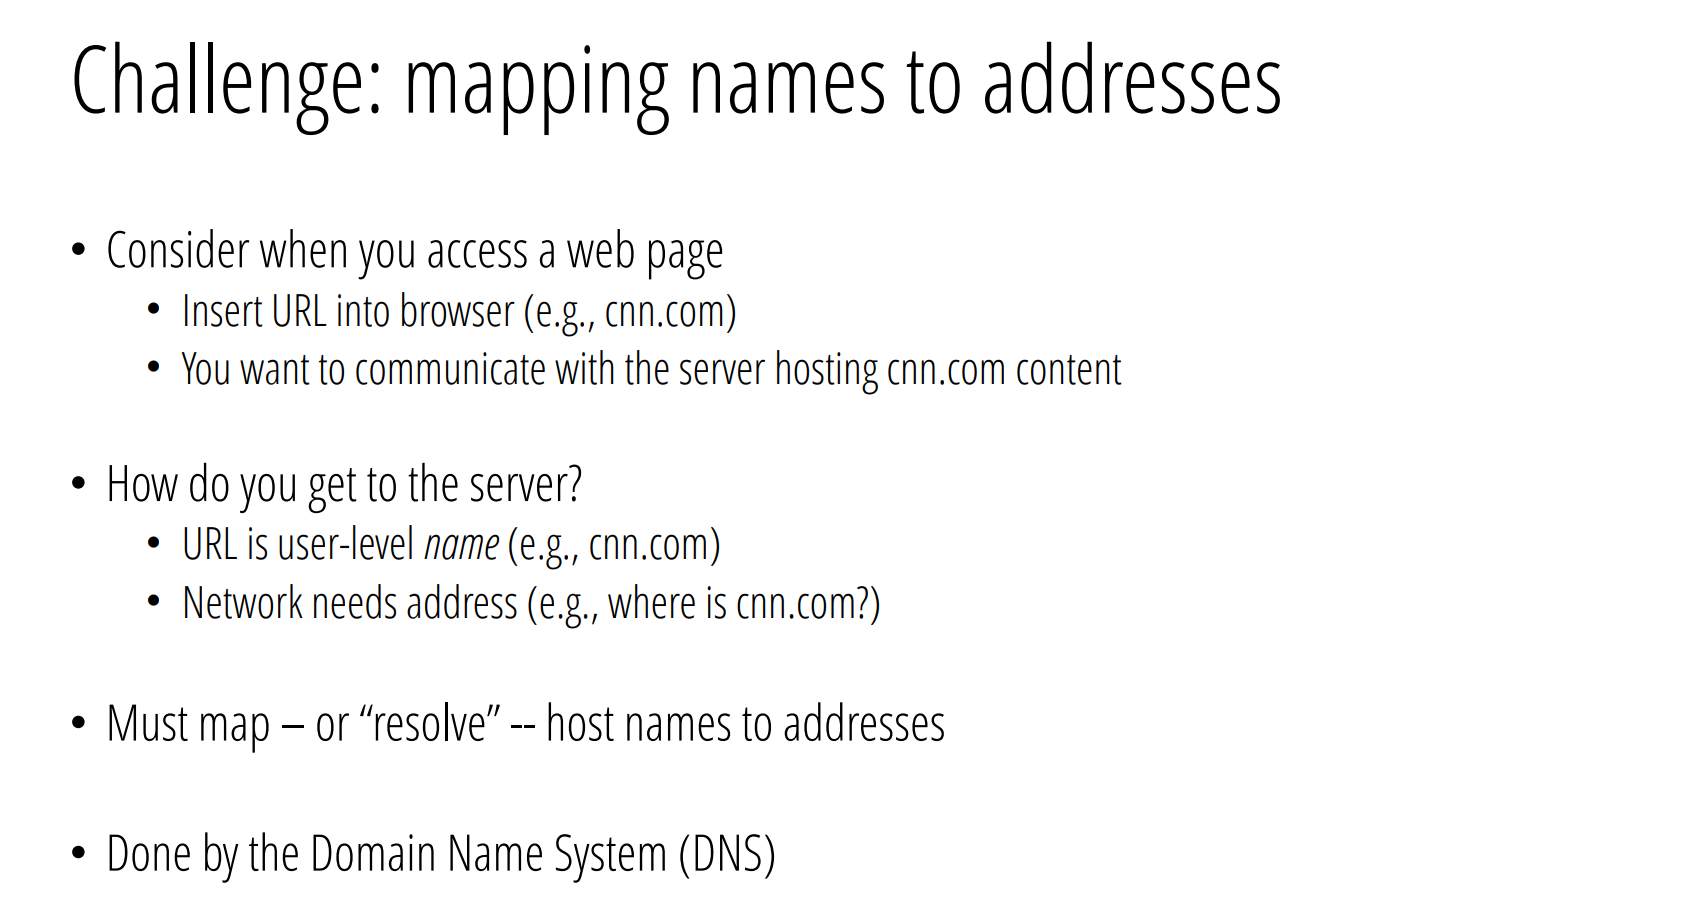 Challenge: mapping names to addresses
• Consider when you access a web page
• Insert URL into browser (e.g., cnn.com)
• You want to communicate with the server hosting cnn.com content
• How do you get to the server?
• URL is user-level name (e.g., cnn.com)
• Network needs address (e.g., where is cnn.com?)
• Must map – or “resolve” -- host names to addresses
• Done by the Domain Name System (DNS)